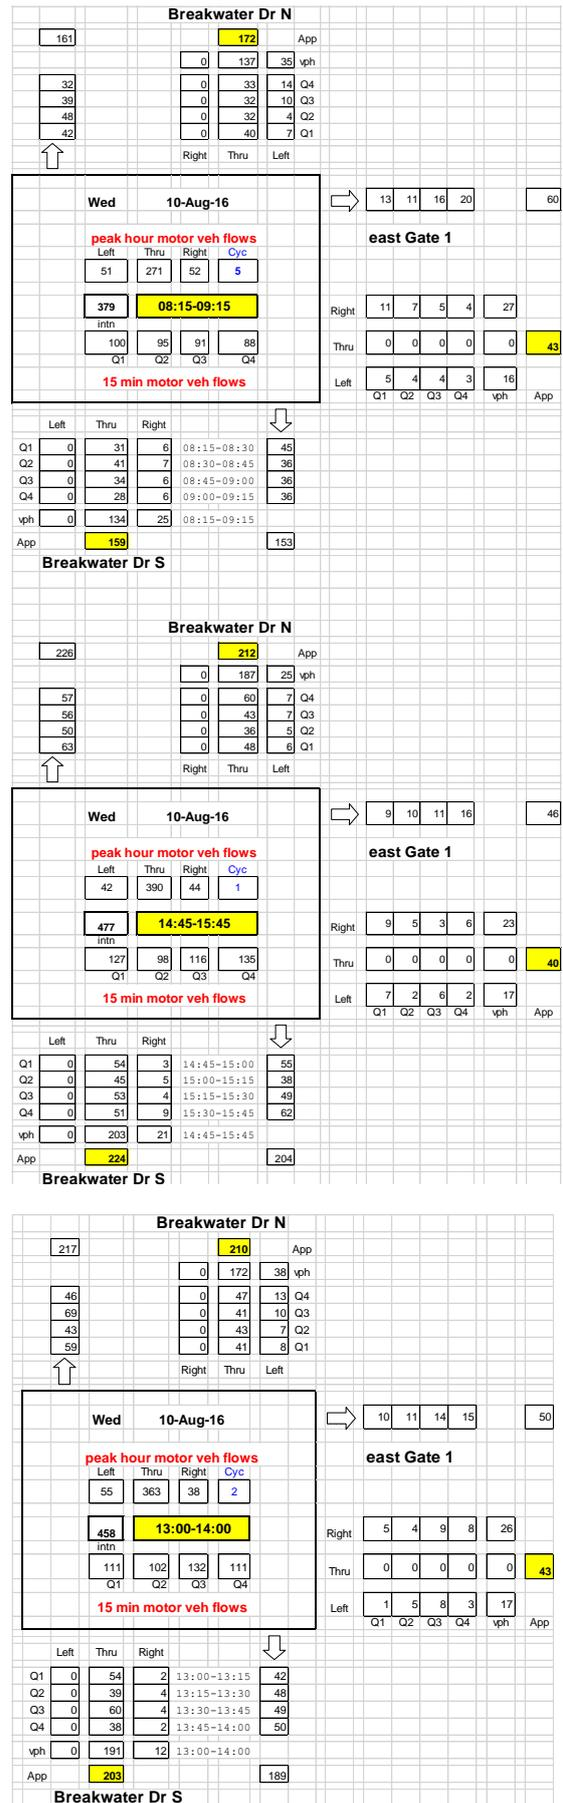 Breakwater Dr N
161 172 App
0 137 35 vph
32 0 33 14 Q4
39 0 32 10 Q3
48 0 32 4 Q2
42 0 40 7 Q1
Right Thru Left
Wed 10-Aug-16 13 11 16 20 60
peak hour motor veh flows east Gate 1
Left Thru Right Cyc
51 271 52 5
379 08:15-09:15 Right 11 7 5 4 27
intn
100 95 91 88 Thru 0 0 0 0 0 43
Q1 Q2 Q3 Q4
15 min motor veh flows Left 5 4 4 3 16
Q1 Q2 Q3 Q4 vph App
Left Thru Right
Q1 0 31 6 08:15-08:30 45
Q2 0 41 7 08:30-08:45 36
Q3 0 34 6 08:45-09:00 36
Q4 0 28 6 09:00-09:15 36
vph 0 134 25 08:15-09:15
App 159 153
Breakwater Dr S
Breakwater Dr N
226 212 App
0 187 25 vph
57 0 60 7 Q4
56 0 43 7 Q3
50 0 36 5 Q2
63 0 48 6 Q1
Right Thru Left
Wed 10-Aug-16 9 10 11 16 46
peak hour motor veh flows east Gate 1
Left Thru Right Cyc
42 390 44 1
477 14:45-15:45 Right 9 5 3 6 23
intn
127 98 116 135 Thru 0 0 0 0 0 40
Q1 Q2 Q3 Q4
15 min motor veh flows Left 7 2 6 2 17
Q1 Q2 Q3 Q4 vph App
Left Thru Right
Q1 0 54 3 14:45-15:00 55
Q2 0 45 5 15:00-15:15 38
Q3 0 53 4 15:15-15:30 49
Q4 0 51 9 15:30-15:45 62
vph 0 203 21 14:45-15:45
App 224 204
Breakwater Dr S
Breakwater Dr N
217 210 App
0 172 38 vph
46 0 47 13 Q4
69 0 41 10 Q3
43 0 43 7 Q2
59 0 41 8 Q1
Right Thru Left
Wed 10-Aug-16 10 11 14 15 50
peak hour motor veh flows east Gate 1
Left Thru Right Cyc
55 363 38 2
458 13:00-14:00 Right 5 4 9 8 26
intn
111 102 132 111 Thru 0 0 0 0 0 43
Q1 Q2 Q3 Q4
15 min motor veh flows Left 1 5 8 3 17
Q1 Q2 Q3 Q4 vph App
Left Thru Right
Q1 0 54 2 13:00-13:15 42
Q2 0 39 4 13:15-13:30 48
Q3 0 60 4 13:30-13:45 49
Q4 0 38 2 13:45-14:00 50
vph 0 191 12 13:00-14:00
App 203 189
Breakwater Dr S